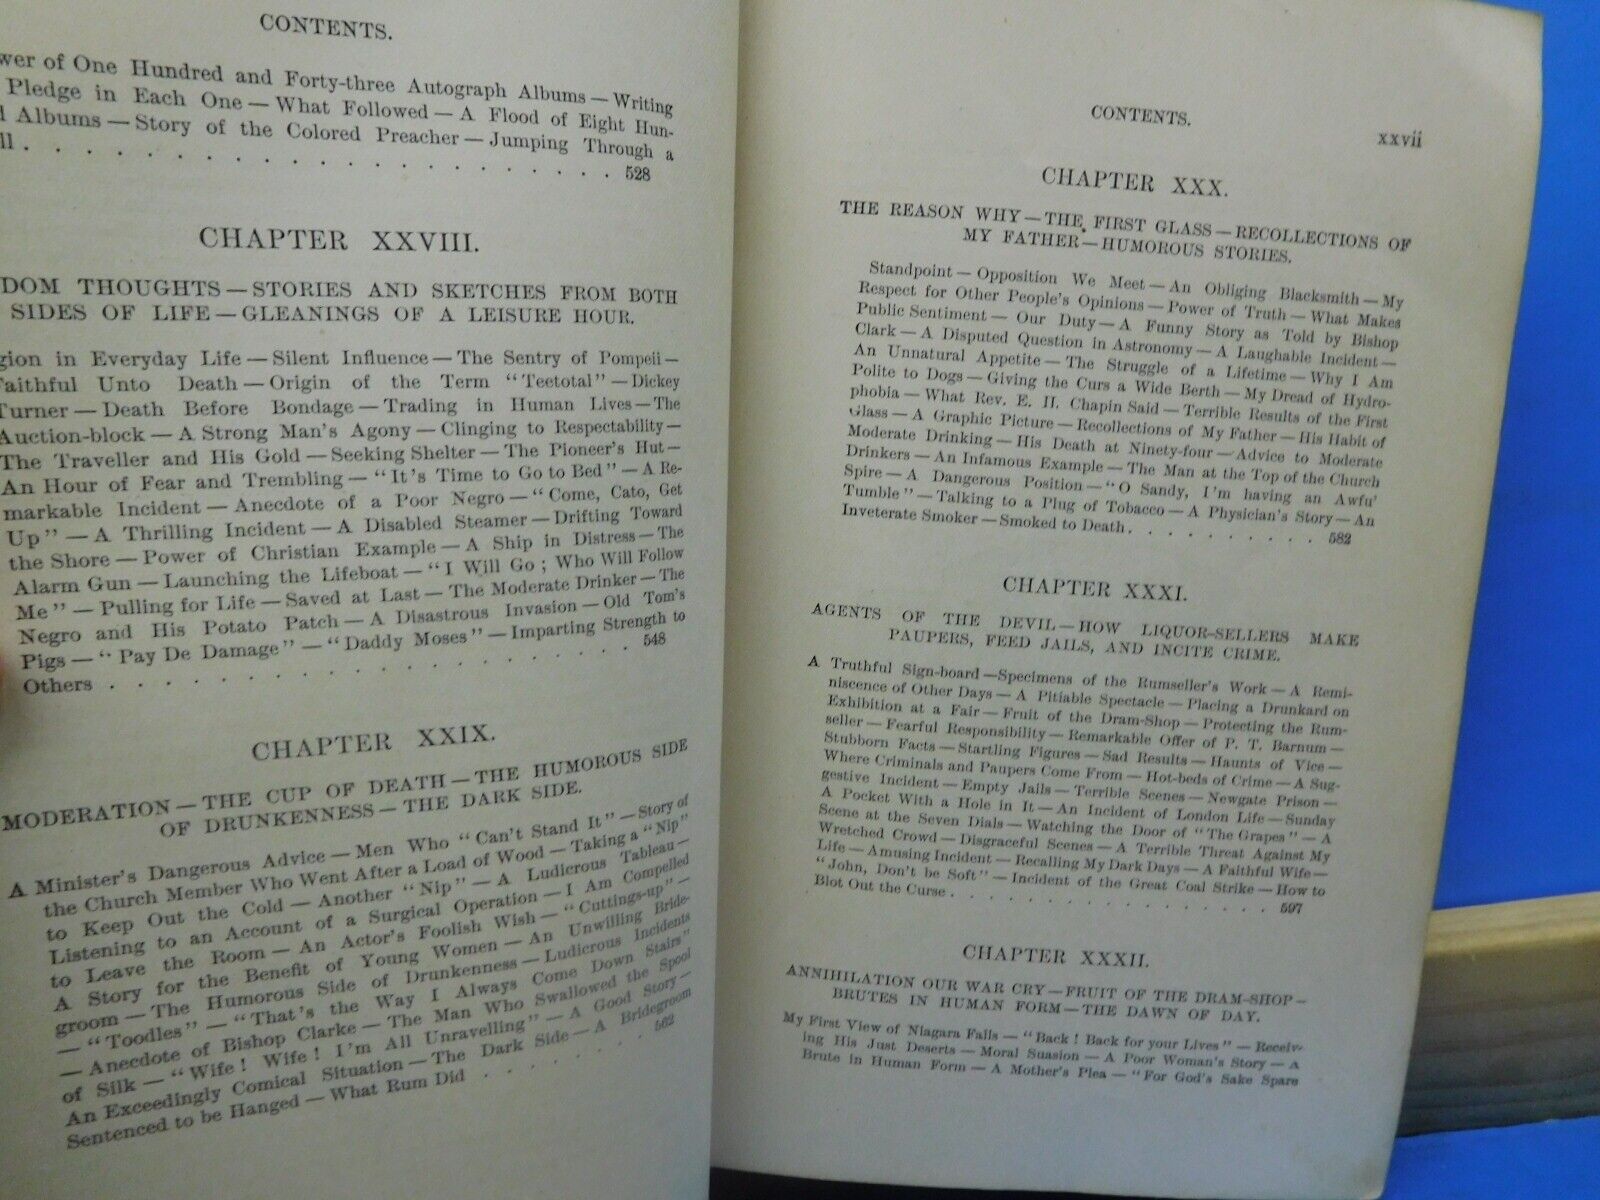 CONTENTS.
wer of One Hundred and Forty-three Autograph Albums — Writing
Pledge in Each One — What Followed — A Flood of Eight Hun-
d Albums — Story of the Colored Preacher — Jumping Through a
ll . . . . . . . . . . . . . . . . . 528
CHAPTER XXVIII.
DOM THOUGHTS — STORIES AND SKETCHES FROM BOTH
SIDES OF LIFE — GLEANINGS OF A LEISURE HOUR.
gion in Everyday Life — Silent Influence — The Sentry of Pompeii —
Faithful Unto Death — Origin of the Term "Teetotal" — Dickey
Turner — Death Before Bondage — Trading in Human Lives — The
Auction-block — A Strong Man's Agony — Clinging to Respectability —
The Traveller and His Gold — Seeking Shelter — The Pioneer's Hut —
An Hour of Fear and Trembling — "It's Time to Go to Bed" — A Re-
markable Incident — Anecdote of a Poor Negro — "Come, Cato, Get
Up" — A Thrilling Incident — A Disabled Steamer — Drifting Toward
the Shore — Power of Christian Example — A Ship in Distress — The
Alarm Gun — Launching the Lifeboat — "I Will Go; Who Will Follow
Me" — Pulling for Life — Saved at Last — The Moderate Drinker — The
Negro and His Potato Patch — A Disastrous Invasion — Old Tom's
Pigs — "Pay De Damage" — "Daddy Moses" — Imparting Strength to
Others . . . . . . . . . . . . . . . . 548
CHAPTER XXIX.
MODERATION — THE CUP OF DEATH — THE HUMOROUS SIDE
OF DRUNKENNESS — THE DARK SIDE.
A Minister's Dangerous Advice — Men Who "Can't Stand It" — Story of
the Church Member Who Went After a Load of Wood — Taking a "Nip"
to Keep Out the Cold — Another "Nip" — A Ludicrous Tableau —
Listening to an Account of a Surgical Operation — I Am Compelled
to Leave the Room — An Actor's Foolish Wish — "Cuttings-up" —
A Story for the Benefit of Young Women — An Unwilling Bride-
groom — The Humorous Side of Drunkenness — Ludicrous Incidents
— "Toodles" — "That's the Way I Always Come Down Stairs"
— Anecdote of Bishop Clarke — The Man Who Swallowed the Spool
of Silk — "Wife! Wife! I'm All Unravelling" — A Good Story —
An Exceedingly Comical Situation — The Dark Side — A Bridegroom
Sentenced to be Hanged — What Rum Did . . . . . . . . 562
CONTENTS.
xxvii
CHAPTER XXX.
THE REASON WHY — THE FIRST GLASS — RECOLLECTIONS OF
MY FATHER — HUMOROUS STORIES.
Standpoint — Opposition We Meet — An Obliging Blacksmith — My
Respect for Other People's Opinions — Power of Truth — What Makes
Public Sentiment — Our Duty — A Funny Story as Told by Bishop
Clark — A Disputed Question in Astronomy — A Laughable Incident —
An Unnatural Appetite — The Struggle of a Lifetime — Why I Am
Polite to Dogs — Giving the Curs a Wide Berth — My Dread of Hydro-
phobia — What Rev. E. H. Chapin Said — Terrible Results of the First
Glass — A Graphic Picture — Recollections of My Father — His Habit of
Moderate Drinking — His Death at Ninety-four — Advice to Moderate
Drinkers — An Infamous Example — The Man at the Top of the Church
Spire — A Dangerous Position — "O Sandy, I'm having an Awfu'
Tumble" — Talking to a Plug of Tobacco — A Physician's Story — An
Inveterate Smoker — Smoked to Death . . . . . . . . . . 582
CHAPTER XXXI.
AGENTS OF THE DEVIL — HOW LIQUOR-SELLERS MAKE
PAUPERS, FEED JAILS, AND INCITE CRIME.
A Truthful Sign-board — Specimens of the Rumseller's Work — A Remi-
niscence of Other Days — A Pitiable Spectacle — Placing a Drunkard on
Exhibition at a Fair — Fruit of the Dram-Shop — Protecting the Rum-
seller — Fearful Responsibility — Remarkable Offer of P. T. Barnum —
Stubborn Facts — Startling Figures — Sad Results — Haunts of Vice —
Where Criminals and Paupers Come From — Hot-beds of Crime — A Sug-
gestive Incident — Empty Jails — Terrible Scenes — Newgate Prison —
A Pocket With a Hole in It — An Incident of London Life — Sunday
Scene at the Seven Dials — Watching the Door of "The Grapes" — A
Wretched Crowd — Disgraceful Scenes — A Terrible Threat Against My
Life — Amusing Incident — Recalling My Dark Days — A Faithful Wife —
"John, Don't be Soft" — Incident of the Great Coal Strike — How to
Blot Out the Curse . . . . . . . . . . . . . . . . 597
CHAPTER XXXII.
ANNIHILATION OUR WAR CRY — FRUIT OF THE DRAM-SHOP —
BRUTES IN HUMAN FORM — THE DAWN OF DAY.
My First View of Niagara Falls — "Back! Back for your Lives" — Receiv-
ing His Just Deserts — Moral Suasion — A Poor Woman's Story — A
Brute in Human Form — A Mother's Plea — "For God's Sake Spare